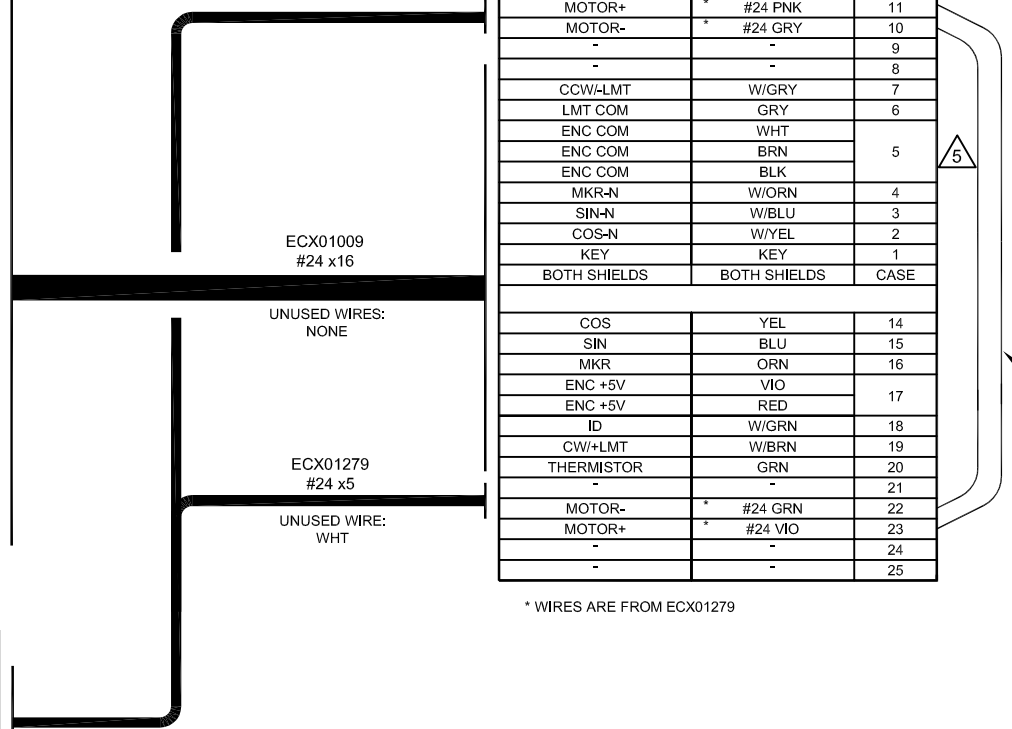 MOTOR+ * #24 PNK 11
MOTOR- * #24 GRY 10
- - 9
- - 8
CCW/-LMT W/GRY 7
LMT COM GRY 6
ENC COM WHT
ENC COM BRN 5
ENC COM BLK
5
MKR-N W/ORN 4
SIN-N W/BLU 3
COS-N W/YEL 2
KEY KEY 1
BOTH SHIELDS BOTH SHIELDS CASE
ECX01009
#24 x16
UNUSED WIRES:
NONE
COS YEL 14
SIN BLU 15
MKR ORN 16
ENC +5V VIO 17
ENC +5V RED
ID W/GRN 18
CW/+LMT W/BRN 19
THERMISTOR GRN 20
- - 21
MOTOR- * #24 GRN 22
MOTOR+ * #24 VIO 23
- - 24
- - 25
ECX01279
#24 x5
UNUSED WIRE:
WHT
* WIRES ARE FROM ECX01279